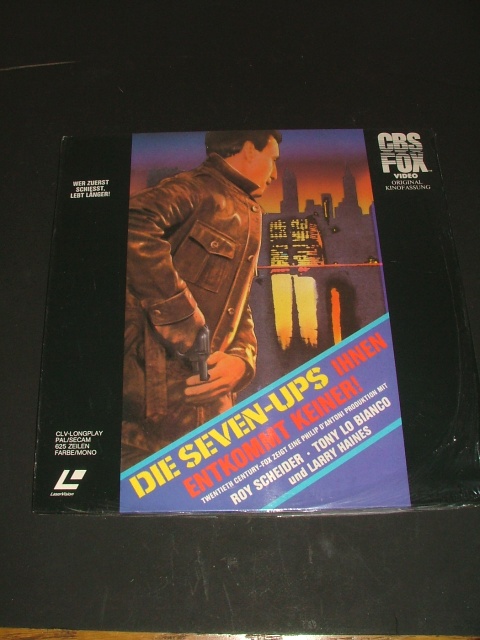 WER ZUERST
SCHIESST,
LEBT LÄNGER!
CBS
FOX
VIDEO
ORIGINAL
KINOFASSUNG
DIE SEVEN-UPS IHNEN
ENTKOMMT KEINER!
TWENTIETH CENTURY-FOX ZEIGT EINE PHILIP D'ANTONI PRODUKTION MIT
ROY SCHEIDER · TONY LO BIANCO
und LARRY HAINES
CLV-LONGPLAY
PAL/SECAM
625 ZEILEN
FARBE/MONO
LaserVision